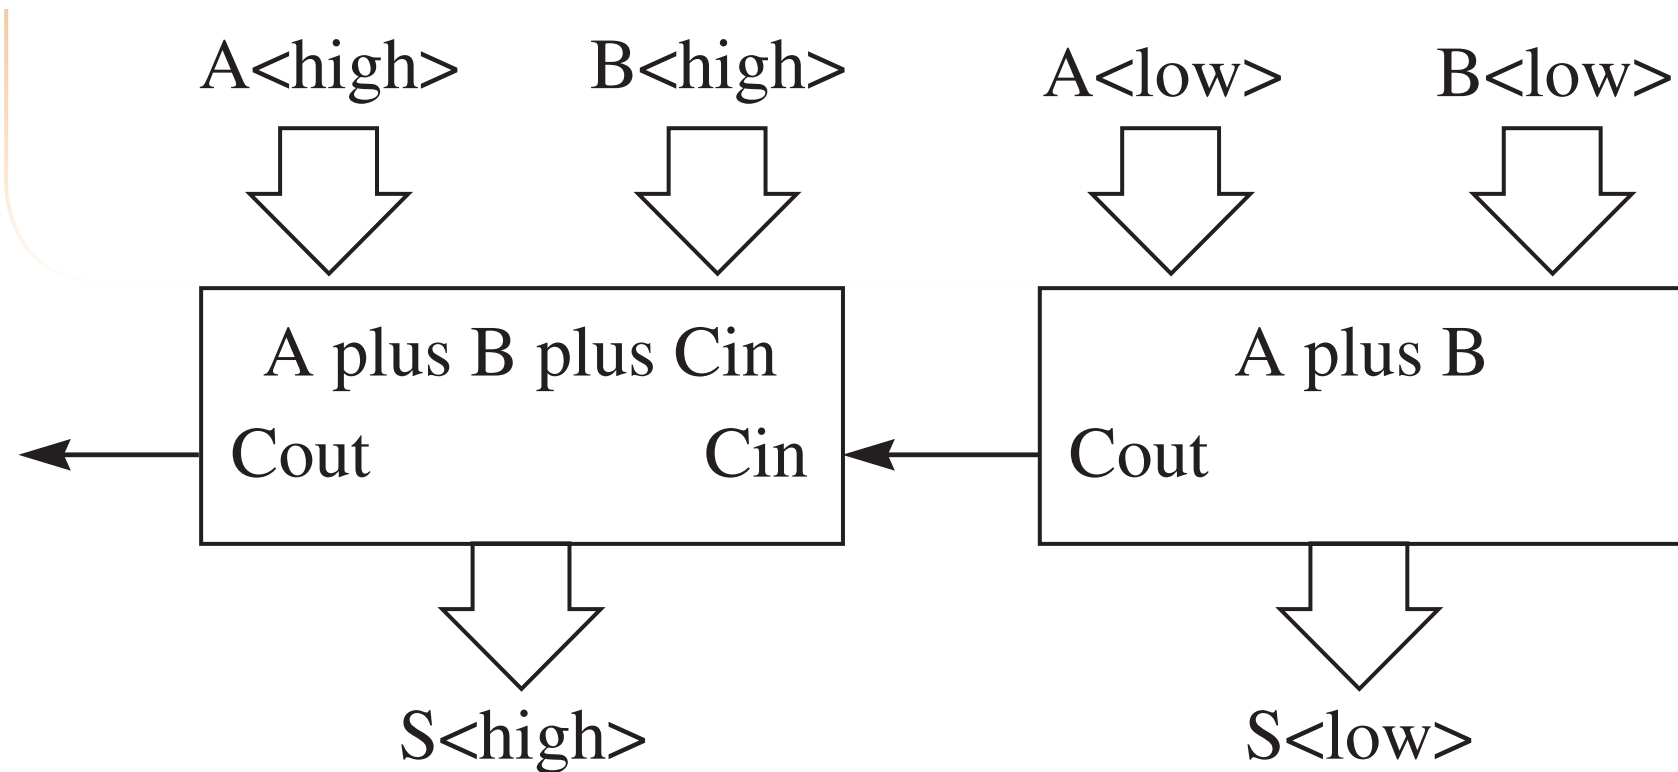 A<high> B<high> A<low> B<low>
A plus B plus Cin
Cout Cin
A plus B
Cout
S<high> S<low>